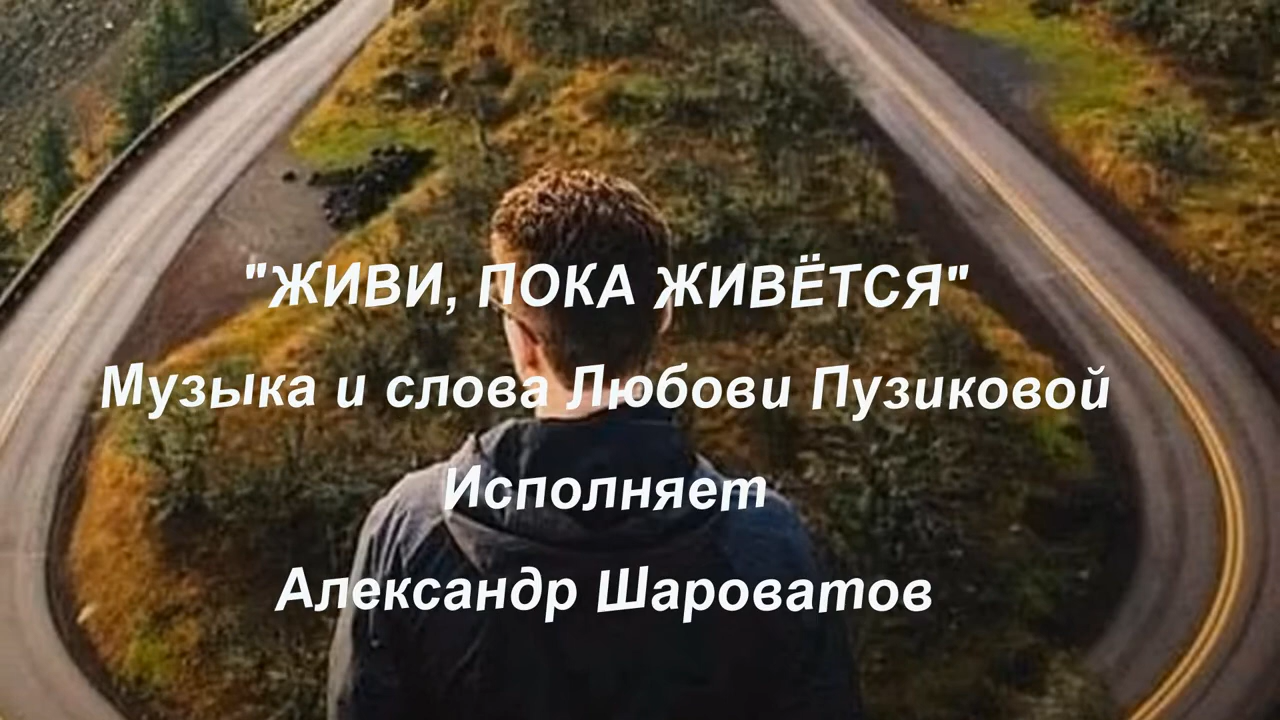 "ЖИВИ, ПОКА ЖИВЁТСЯ"
Музыка и слова Любови Пузиковой
Исполняет
Александр Шароватов